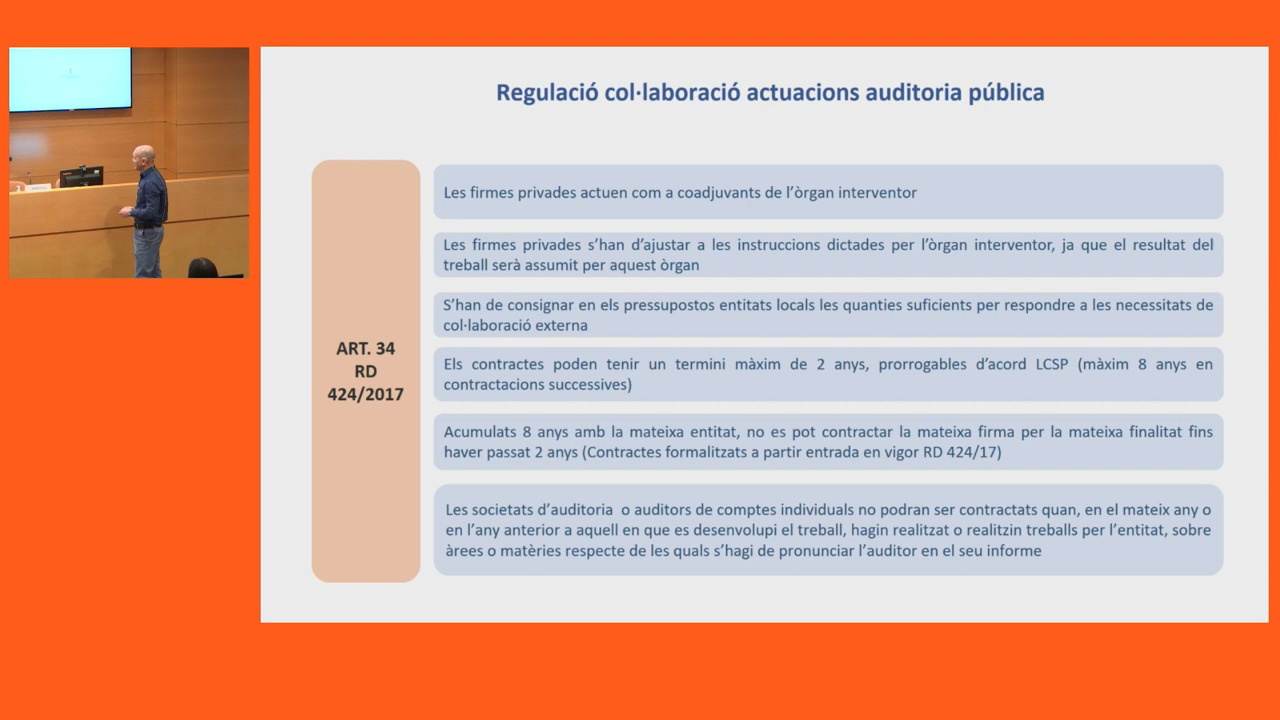 Regulació col·laboració actuacions auditoria pública
ART. 34
RD
424/2017
Les firmes privades actuen com a coadjuvants de l’òrgan interventor
Les firmes privades s’han d’ajustar a les instruccions dictades per l’òrgan interventor, ja que el resultat del
treball serà assumit per aquest òrgan
S’han de consignar en els pressupostos entitats locals les quanties suficients per respondre a les necessitats de
col·laboració externa
Els contractes poden tenir un termini màxim de 2 anys, prorrogables d’acord LCSP (màxim 8 anys en
contractacions successives)
Acumulats 8 anys amb la mateixa entitat, no es pot contractar la mateixa firma per la mateixa finalitat fins
haver passat 2 anys (Contractes formalitzats a partir entrada en vigor RD 424/17)
Les societats d’auditoria o auditors de comptes individuals no podran ser contractats quan, en el mateix any o
en l’any anterior a aquell en que es desenvolupi el treball, hagin realitzat o realitzin treballs per l’entitat, sobre
àrees o matèries respecte de les quals s’hagi de pronunciar l’auditor en el seu informe